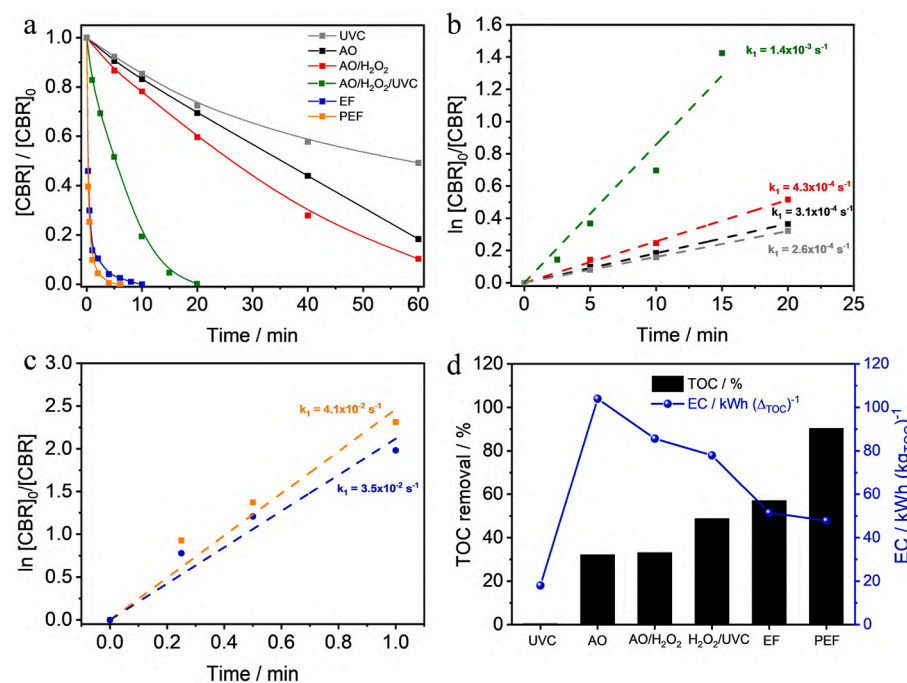 a
[CBR] / [CBR]₀
1.0
0.8
0.6
0.4
0.2
0.0
0
10
20
30
40
50
60
Time / min
UVC
AO
AO/H₂O₂
AO/H₂O₂/UVC
EF
PEF
b
ln [CBR]₀/[CBR]
1.6
1.4
1.2
1.0
0.8
0.6
0.4
0.2
0.0
0
5
10
15
20
25
Time / min
k₁ = 1.4x10⁻³ s⁻¹
k₁ = 4.3x10⁻⁴ s⁻¹
k₁ = 3.1x10⁻⁴ s⁻¹
k₁ = 2.6x10⁻⁴ s⁻¹
c
ln [CBR]₀/[CBR]
3.0
2.5
2.0
1.5
1.0
0.5
0.0
0.0
0.2
0.4
0.6
0.8
1.0
Time / min
k₁ = 4.1x10⁻² s⁻¹
k₁ = 3.5x10⁻² s⁻¹
d
TOC removal / %
120
100
80
60
40
20
0
TOC / %
EC / kWh (Δ_TOC)⁻¹
120
100
80
60
40
20
0
EC / kWh (kg_TOC)⁻¹
UVC
AO
AO/H₂O₂
H₂O₂/UVC
EF
PEF